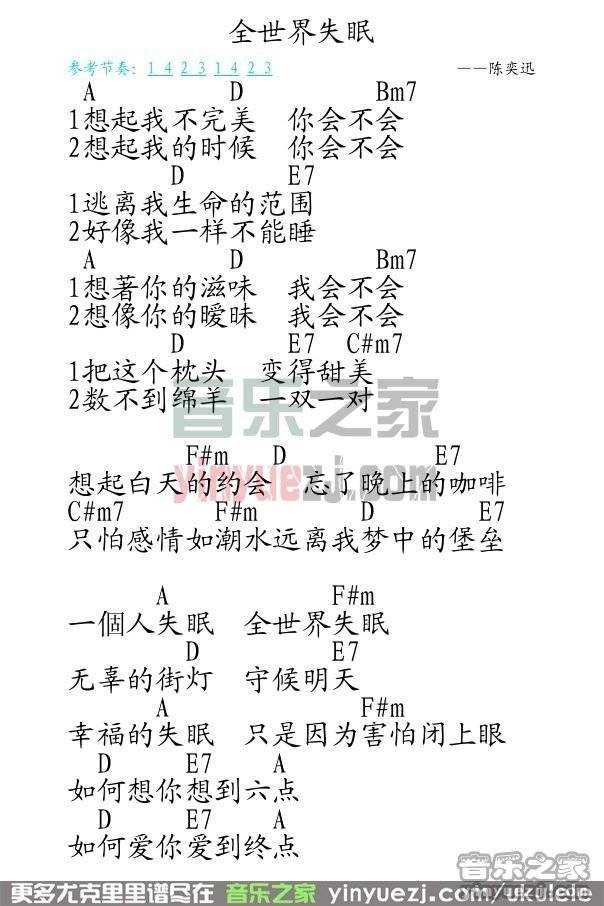 全世界失眠
参考节奏: 1 4 2 3 1 4 2 3 ——陈奕迅
A D Bm7
1想起我不完美 你会不会
2想起我的时候 你会不会
D E7
1逃离我生命的范围
2好像我一样不能睡
A D Bm7
1想著你的滋味 我会不会
2想像你的暧昧 我会不会
D E7 C#m7
1把这个枕头 变得甜美
2数不到绵羊 一双一对
音乐之家
yinyuezj.com
F#m D E7
想起白天的约会 忘了晚上的咖啡
C#m7 F#m D E7
只怕感情如潮水远离我梦中的堡垒
A F#m
一個人失眠 全世界失眠
D E7
无辜的街灯 守候明天
A F#m
幸福的失眠 只是因为害怕闭上眼
D E7 A
如何想你想到六点
D E7 A
如何爱你爱到终点
音乐之家
更多尤克里里谱尽在 音乐之家 yinyuezj.com/ukulele